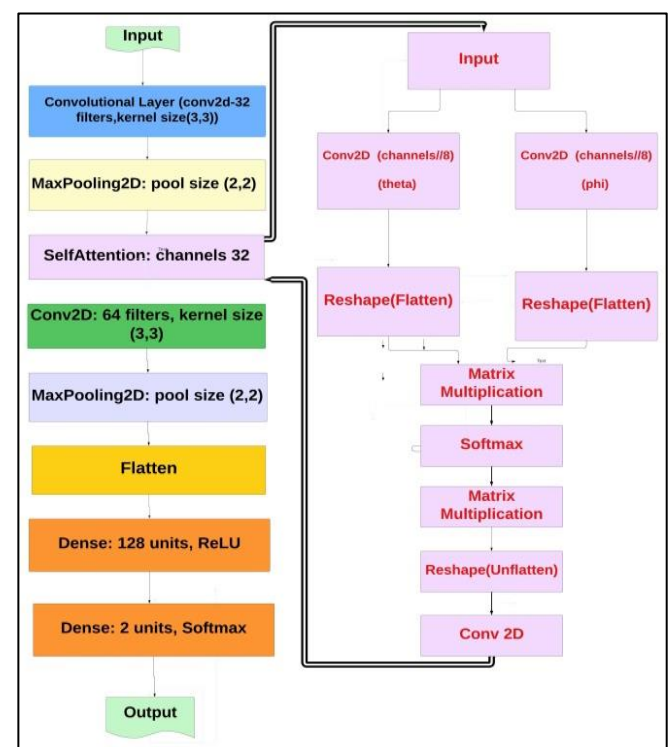 Input
Convolutional Layer (conv2d-32
filters,kernel size(3,3))
MaxPooling2D: pool size (2,2)
SelfAttention: channels 32
Conv2D: 64 filters, kernel size
(3,3)
MaxPooling2D: pool size (2,2)
Flatten
Dense: 128 units, ReLU
Dense: 2 units, Softmax
Output
Input
Conv2D (channels//8)
(theta)
Conv2D (channels//8)
(phi)
Reshape(Flatten)
Reshape(Flatten)
Text
Matrix
Multiplication
Softmax
Matrix
Multiplication
Reshape(Unflatten)
Conv 2D